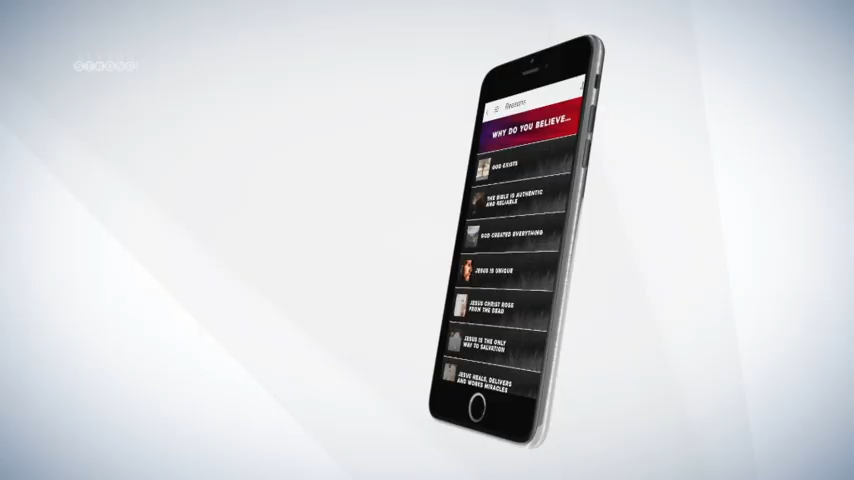 Reasons
WHY DO YOU BELIEVE...
GOD EXISTS
THE BIBLE IS AUTHENTIC
AND RELIABLE
GOD CREATED EVERYTHING
JESUS IS UNIQUE
JESUS CHRIST ROSE
FROM THE DEAD
JESUS IS THE ONLY
WAY TO SALVATION
JESUS HEALS, DELIVERS
AND WORKS MIRACLES